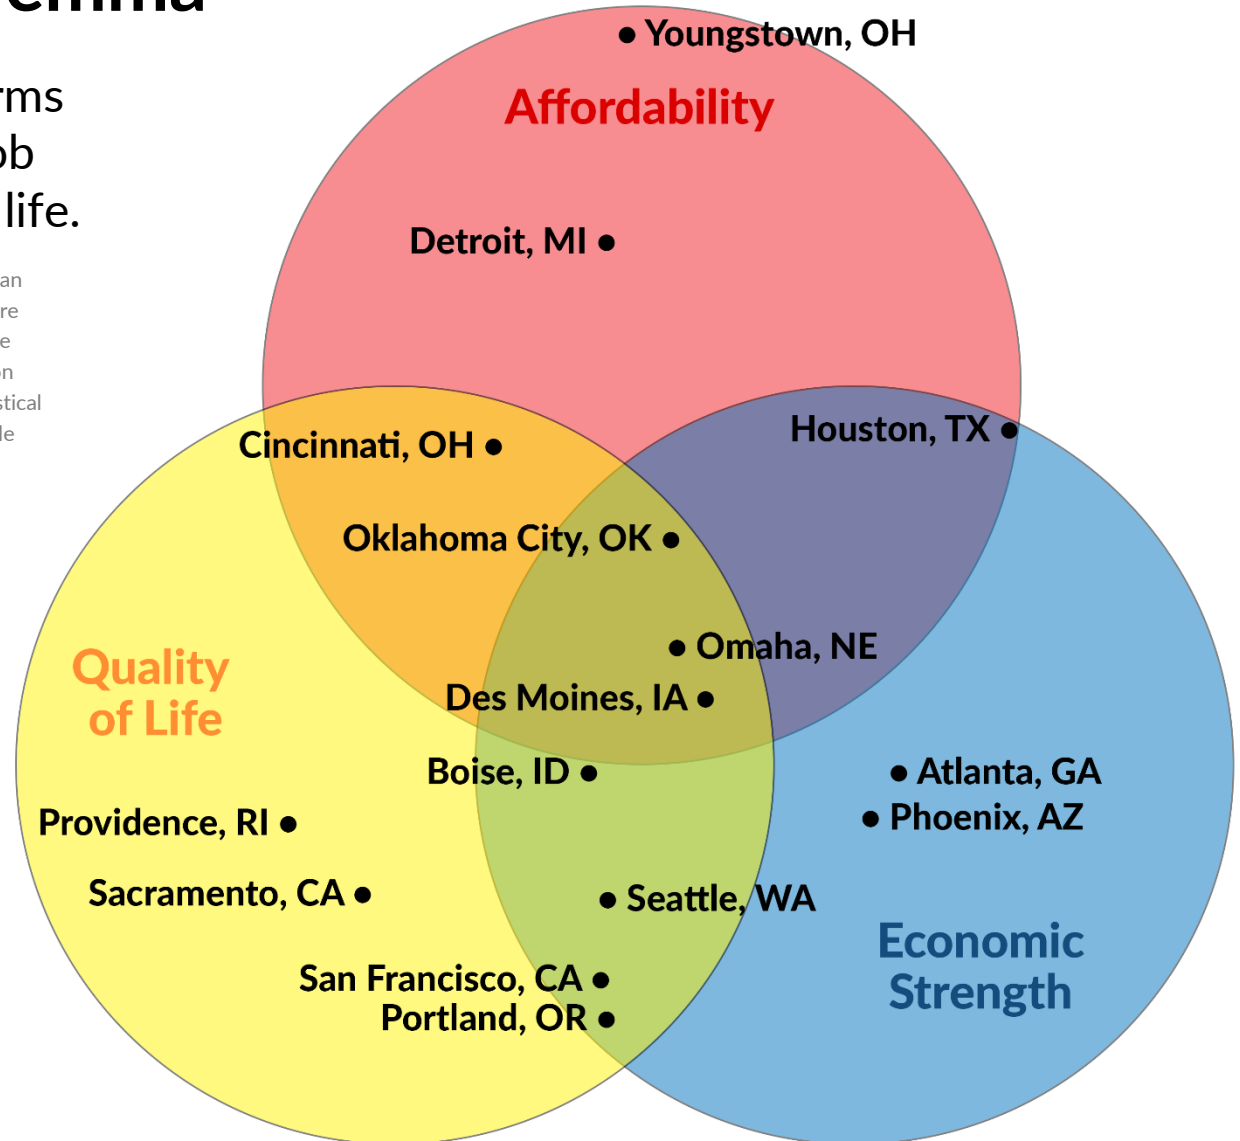 Youngstown, OH
Affordability
life.
Detroit, MI
an
Cincinnati, OH
Houston, TX
Oklahoma City, OK
Omaha, NE
Quality
of Life
Des Moines, IA
Boise, ID
Atlanta, GA
Providence, RI
Phoenix, AZ
Sacramento, CA
Seattle, WA
Economic
Strength
San Francisco, CA
Portland, OR